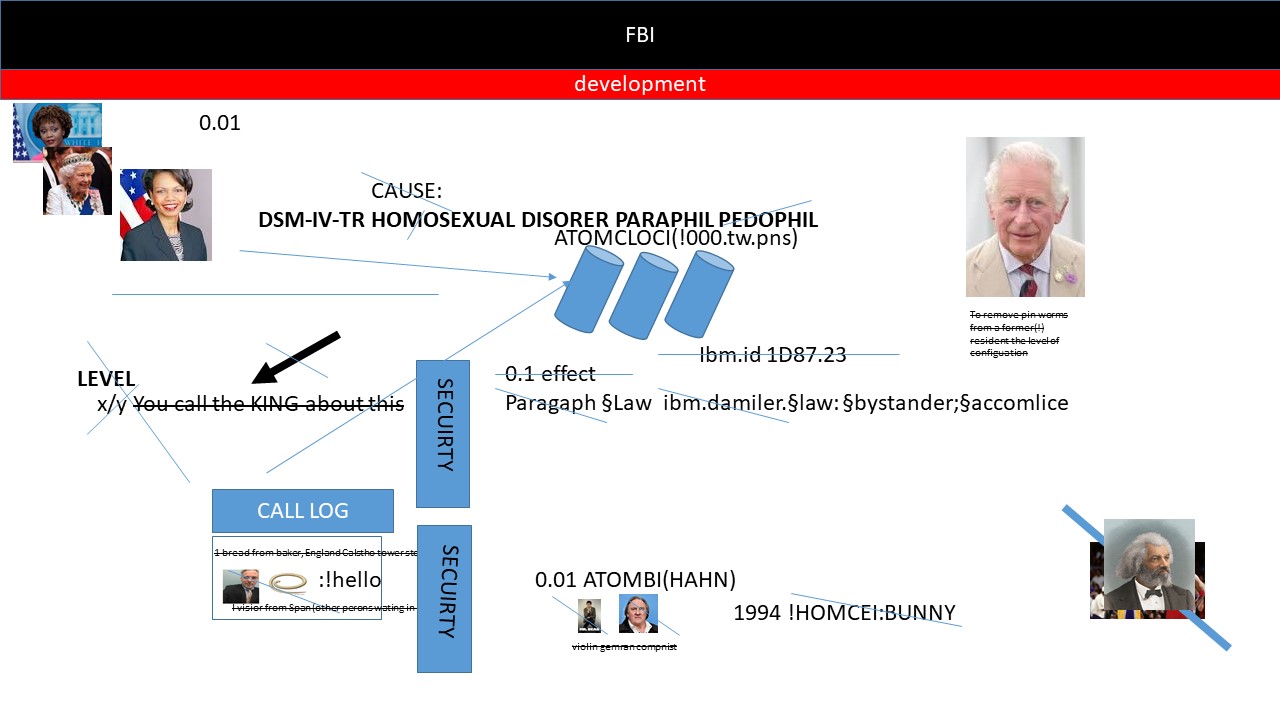 FBI
development
0.01
CAUSE:
DSM-IV-TR HOMOSEXUAL DISORER PARAPHIL PEDOPHIL
ATOMCLOCI(!000.tw.pns)
To remove pin worms
from a former(!)
resident the level of
configuation
Ibm.id 1D87.23
LEVEL
0.1 effect
x/y You call the KING about this
SECUIRTY
Paragaph §Law ibm.damiler.§law: §bystander;§accomlice
CALL LOG
1 bread from baker, England Calstho tower sto
:!hello
I visior from Span (other perons wating in
SECUIRTY
0.01 ATOMBI(HAHN)
1994 !HOMCEI:BUNNY
violin gemran compnist